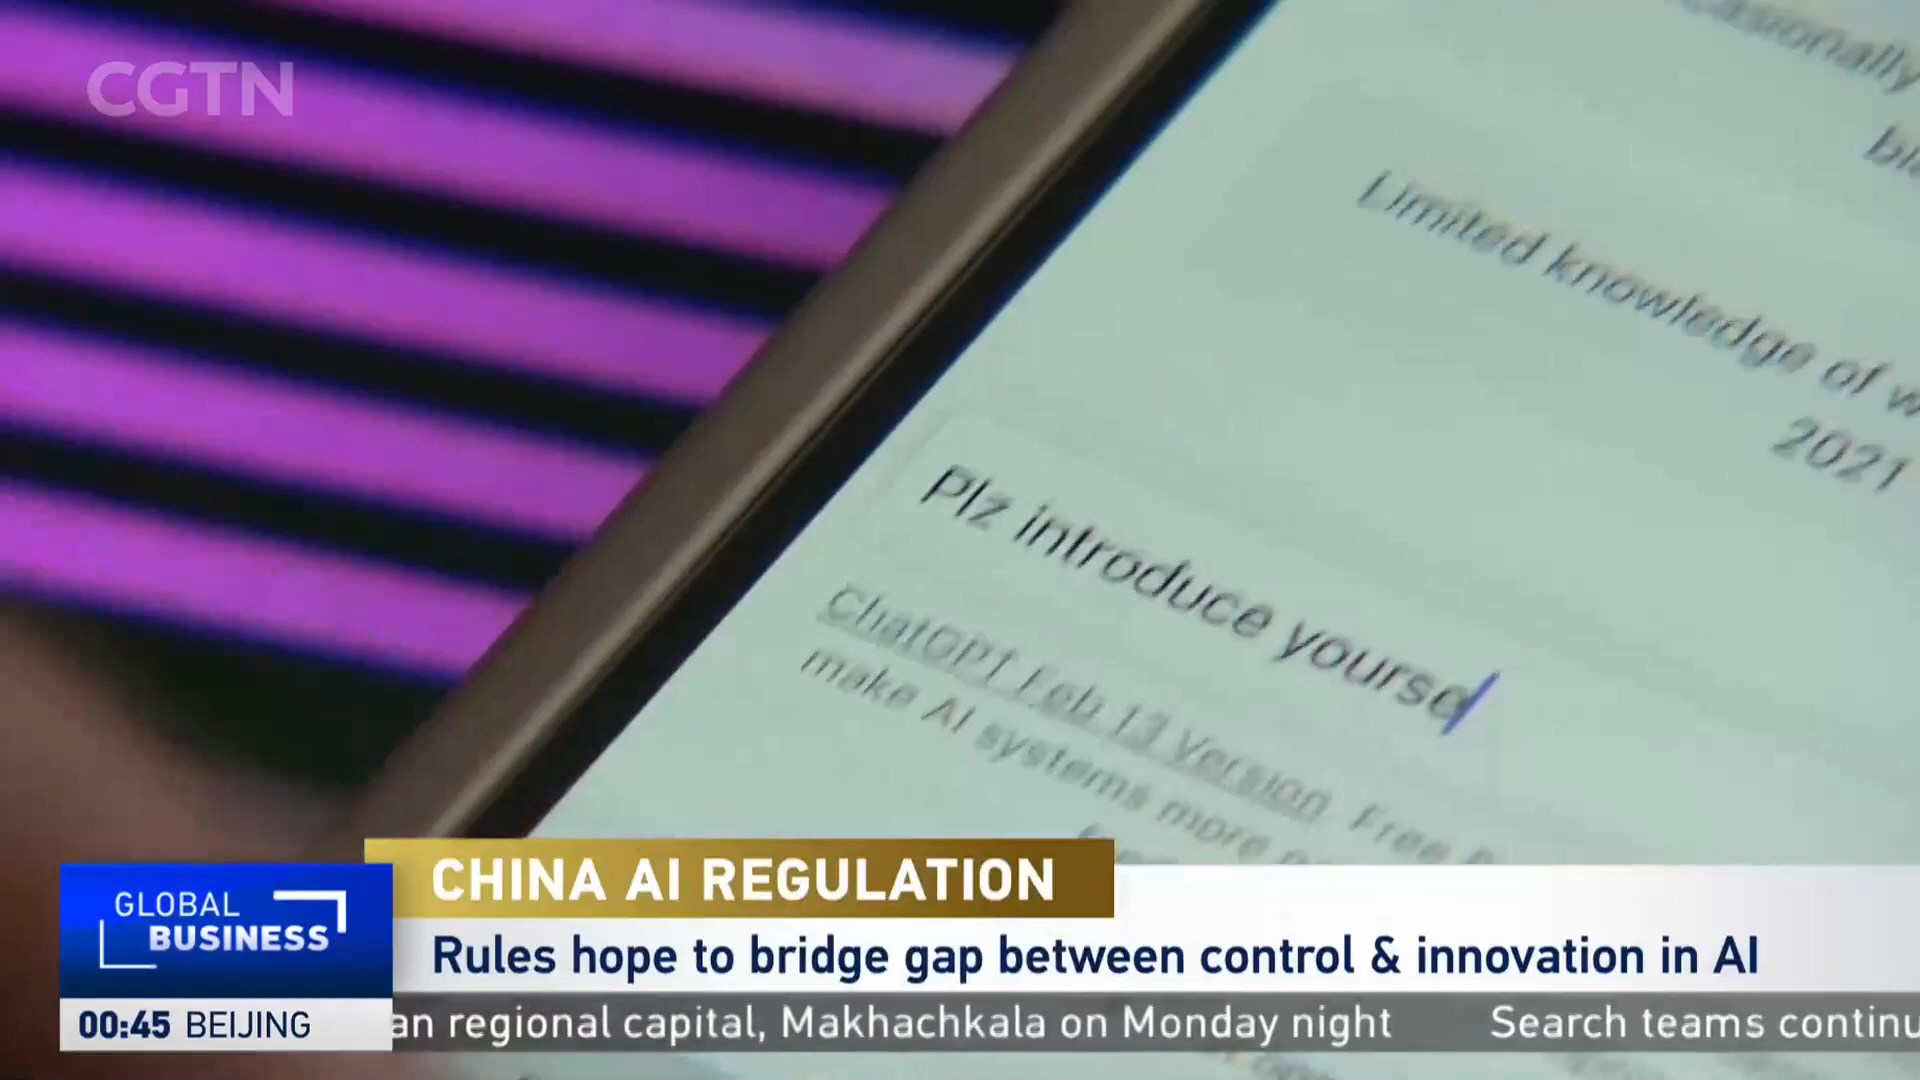 CGTN
Limited knowledge of
2021
Plz introduce yourse
ChatGPT Feb 13 Version. Free
make AI systems more
CHINA AI REGULATION
Rules hope to bridge gap between control & innovation in AI
GLOBAL
BUSINESS
00:45 BEIJING
an regional capital, Makhachkala on Monday night Search teams continu